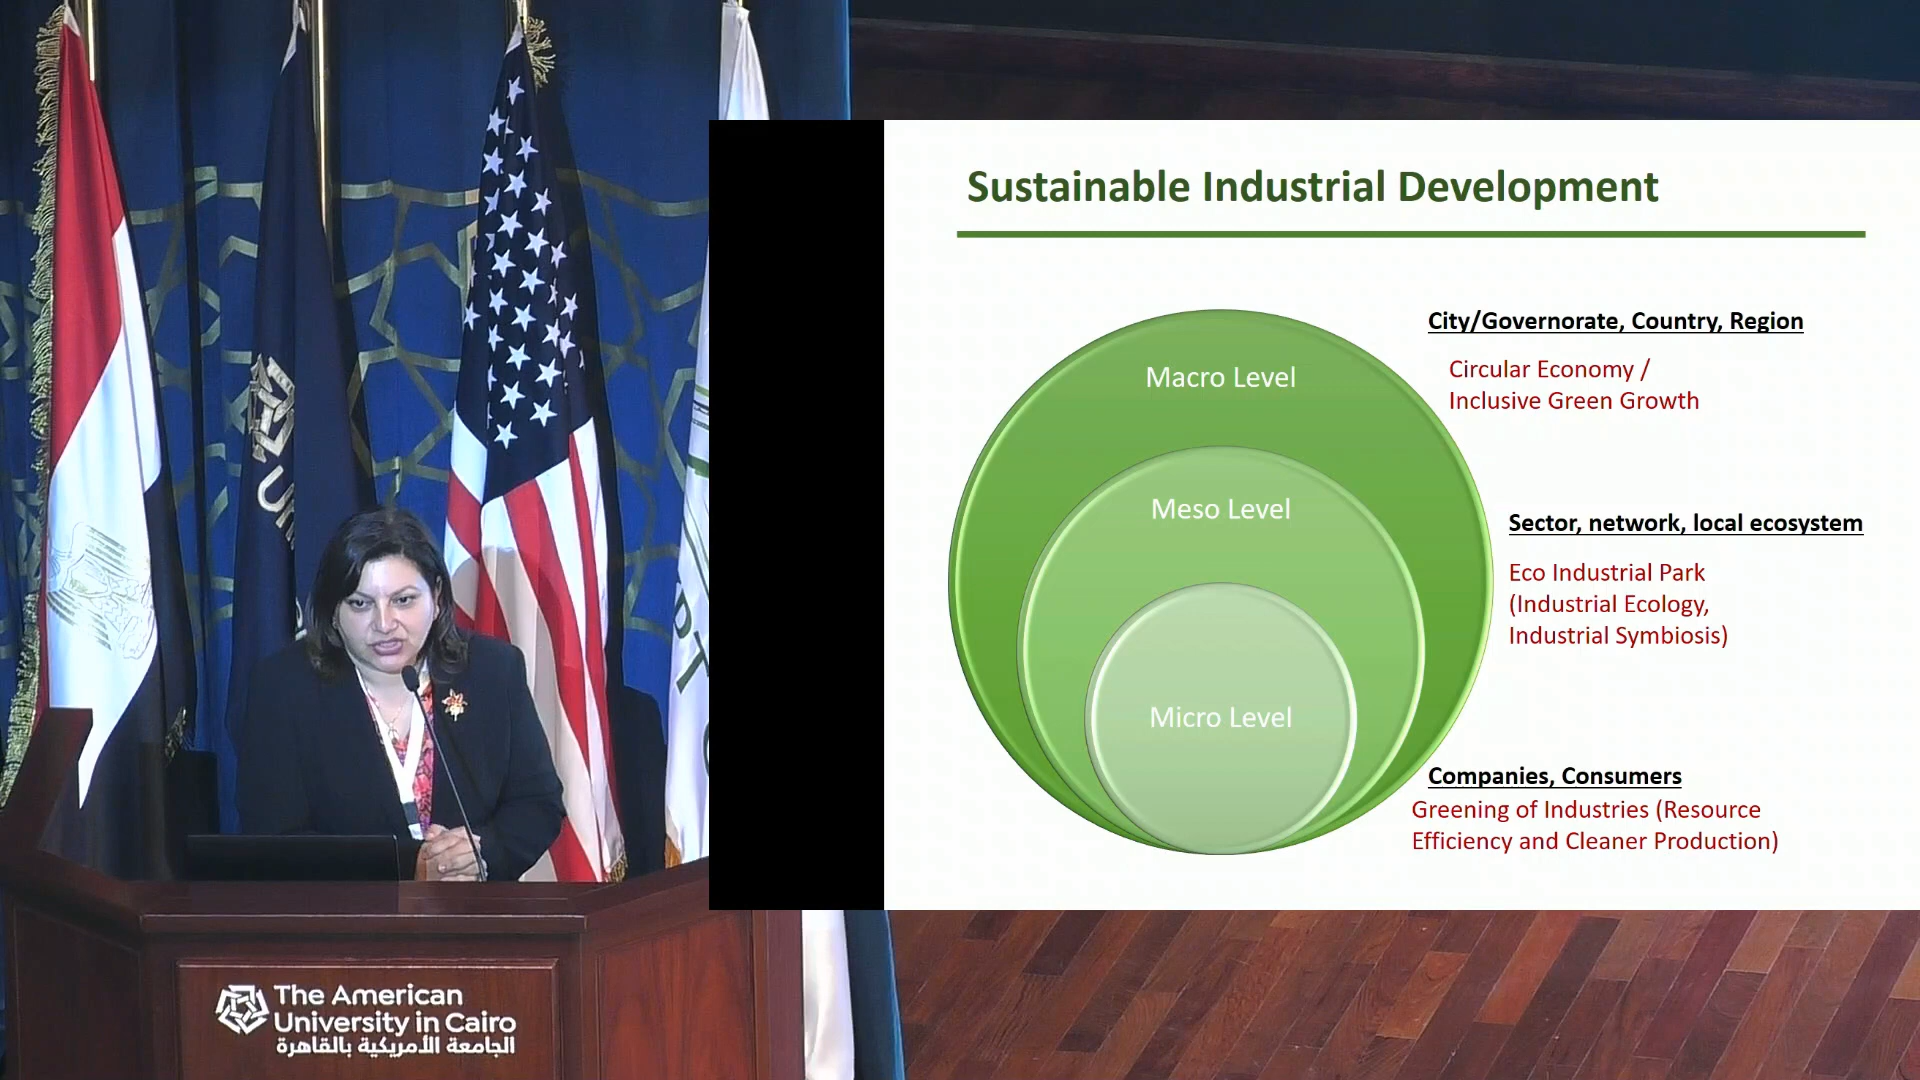 Sustainable Industrial Development
Macro Level
City/Governorate, Country, Region
Circular Economy /
Inclusive Green Growth
Meso Level
Sector, network, local ecosystem
Eco Industrial Park
(Industrial Ecology,
Industrial Symbiosis)
Micro Level
Companies, Consumers
Greening of Industries (Resource
Efficiency and Cleaner Production)
The American
University in Cairo
الجامعة الأمريكية بالقاهرة